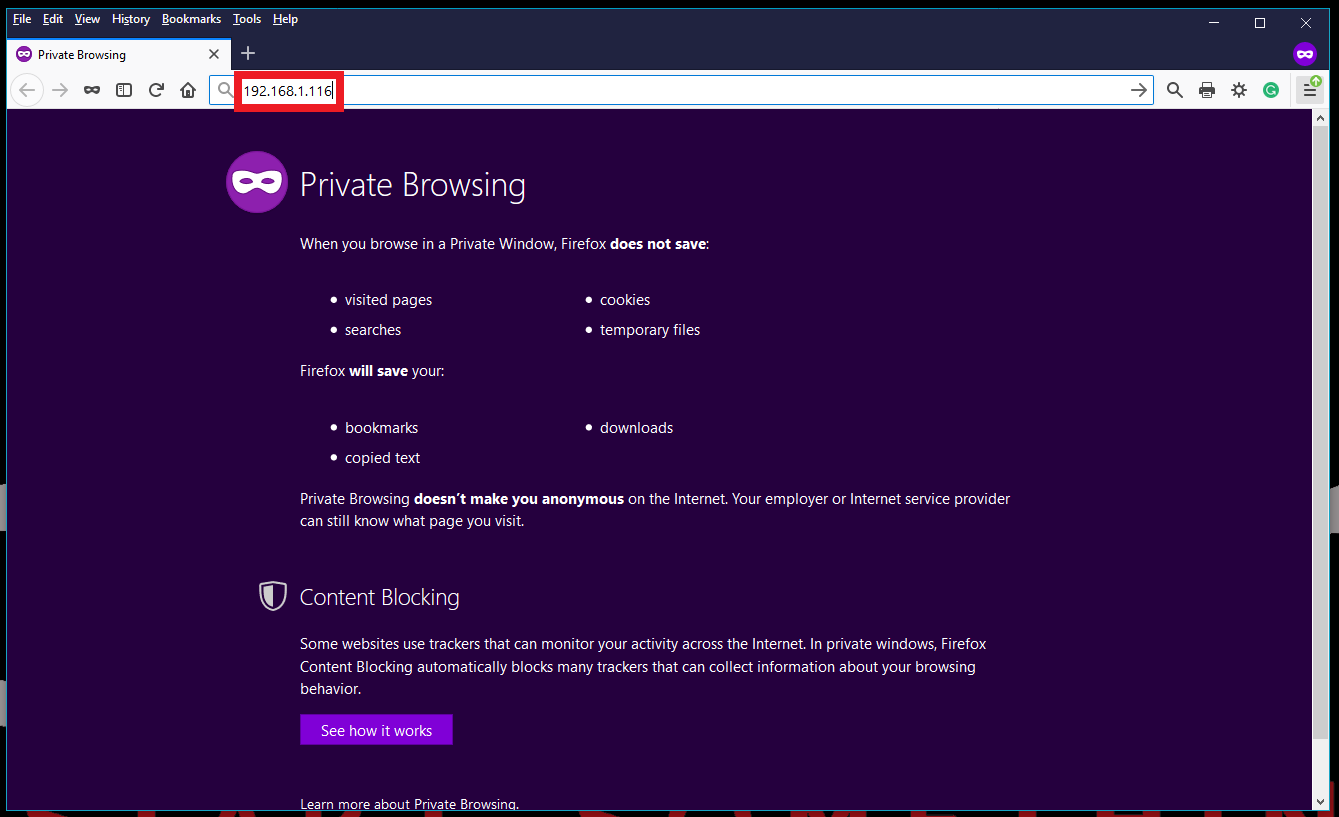 File Edit View History Bookmarks Tools Help
Private Browsing
192.168.1.116
Private Browsing
When you browse in a Private Window, Firefox does not save:
visited pages
cookies
searches
temporary files
Firefox will save your:
bookmarks
downloads
copied text
Private Browsing doesn’t make you anonymous on the Internet. Your employer or Internet service provider
can still know what page you visit.
Content Blocking
Some websites use trackers that can monitor your activity across the Internet. In private windows, Firefox
Content Blocking automatically blocks many trackers that can collect information about your browsing
behavior.
See how it works
Learn more about Private Browsing.